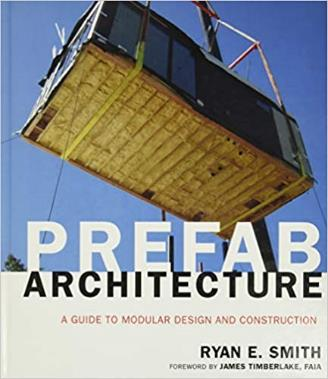 PREFAB
ARCHITECTURE
A GUIDE TO MODULAR DESIGN AND CONSTRUCTION
RYAN E. SMITH
FOREWORD BY JAMES TIMBERLAKE, FAIA